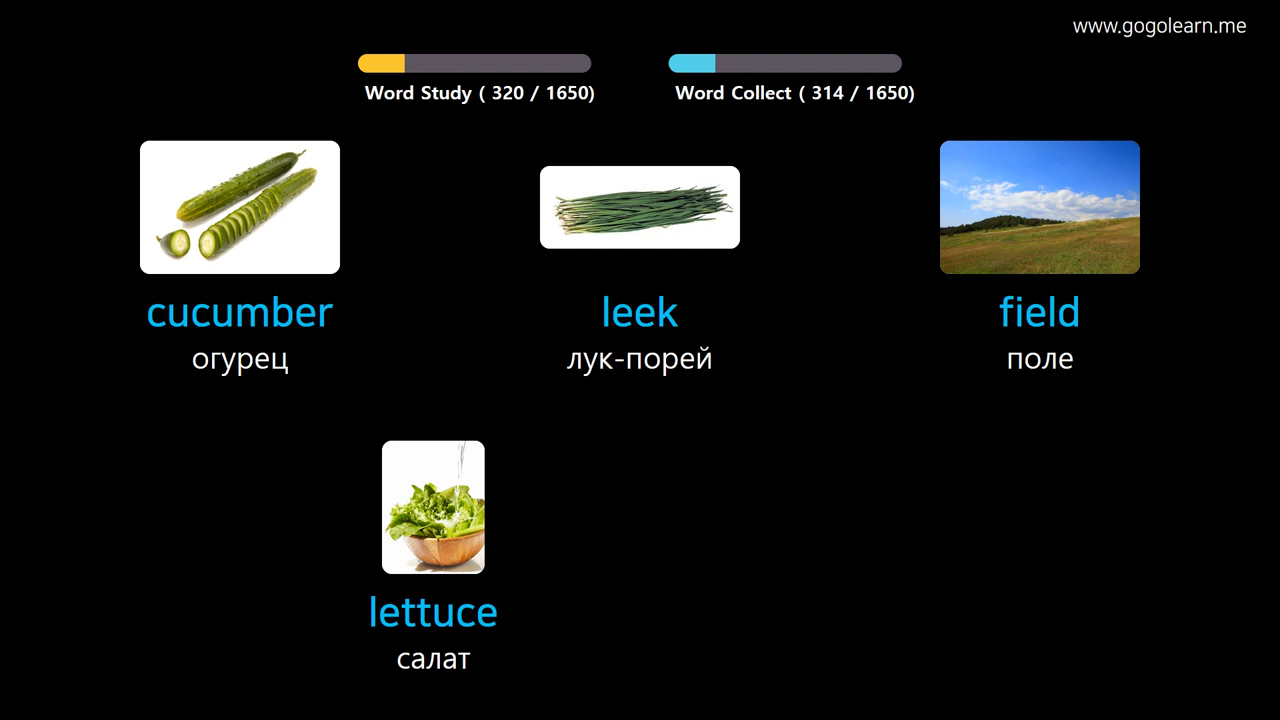 www.gogolearn.me
Word Study ( 320 / 1650)
Word Collect ( 314 / 1650)
cucumber
огурец
leek
лук-порей
field
поле
lettuce
салат